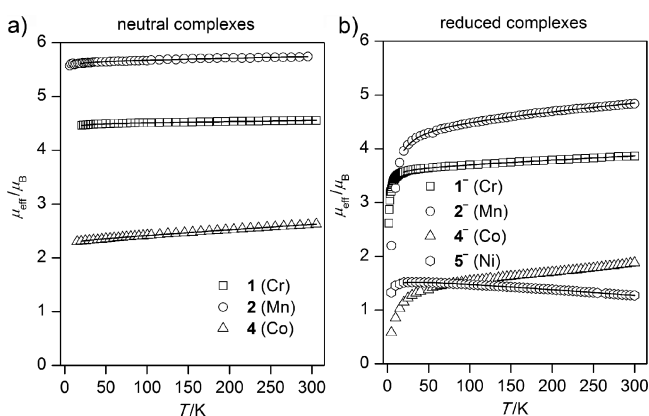 a) neutral complexes
μeff/μB
6
5
4
3
2
1
0
1 (Cr)
2 (Mn)
4 (Co)
0 50 100 150 200 250 300
T/K
b) reduced complexes
μeff/μB
6
5
4
3
2
1
0
1⁻ (Cr)
2⁻ (Mn)
4⁻ (Co)
5⁻ (Ni)
0 50 100 150 200 250 300
T/K